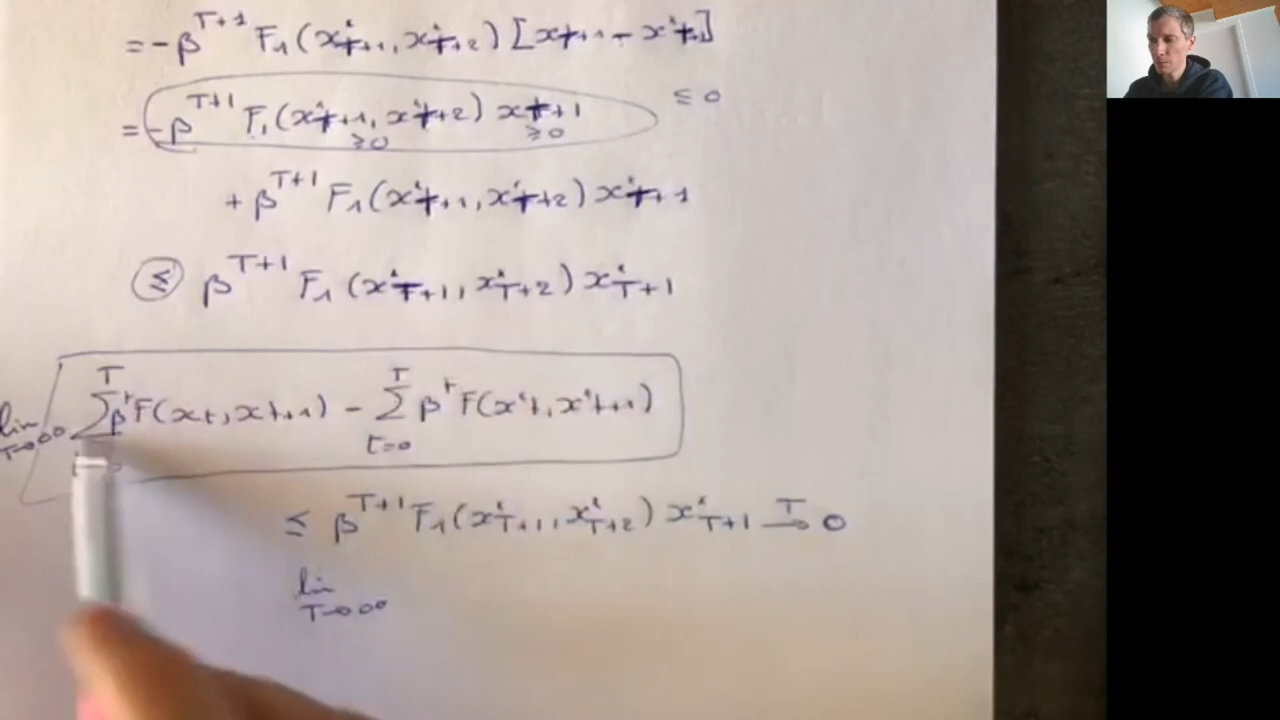 = - β^{T+1} F_1(x^*_{T+1}, x^*_{T+2}) [x_{T+1} - x^*_{T+1}]
= - β^{T+1} F_1(x^*_{T+1}, x^*_{T+2}) x_{T+1} ≤ 0
≥0 ≥0
+ β^{T+1} F_1(x^*_{T+1}, x^*_{T+2}) x^*_{T+1}
≤ β^{T+1} F_1(x^*_{T+1}, x^*_{T+2}) x^*_{T+1}
lim_{T→∞} ∑^T β^t F(x_t, x_{t+1}) - ∑_{t=0}^T β^t F(x^*_t, x^*_{t+1})
≤ β^{T+1} F_1(x^*_{T+1}, x^*_{T+2}) x^*_{T+1} →^T 0
lim_{T→∞}